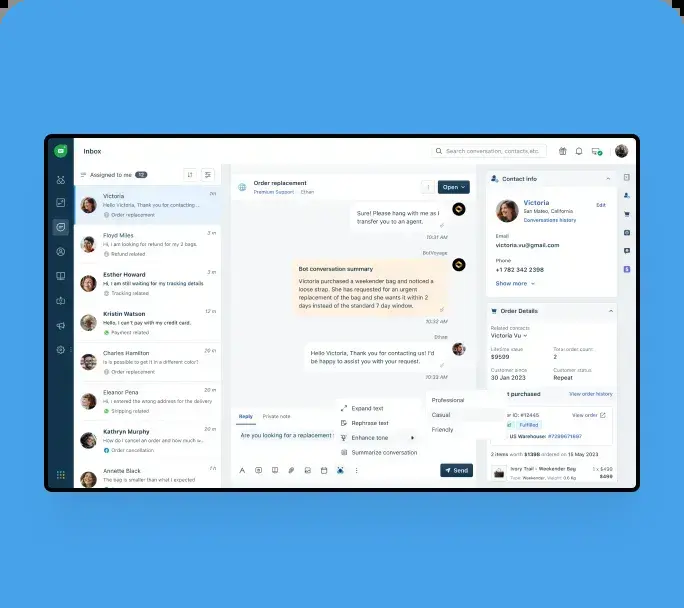 Inbox
Search conversation, contacts,etc.
Assigned to me 12
Victoria
Hello Victoria, Thank you for contacting ...
Order replacement
Floyd Miles 3 m
Hi, I am looking for refund for my 2 bags.
Refund related
Esther Howard 3 m
Hi, I am still waiting for my tracking details
Tracking related
Kristin Watson 12 m
Hello, I can't pay with my credit card.
Payment related
Charles Hamilton 20 m
Is is possible to get it in a different color?
Order replacement
Eleanor Pena 20 m
Hi, I entered the wrong address for the delivery
Shipping related
Kathryn Murphy 20 m
How do I cancel an order and how much w...
Order cancellation
Annette Black 1 h
The bag is smaller than what I expected
Order replacement
Premium Support Ethan
Open
Sure! Please hang with me as I
transfer you to an agent.
10:31 AM
BotVoyage
Bot conversation summary
Victoria purchased a weekender bag and noticed a
loose strap. She has requested for an urgent
replacement of the bag and she wants it within 2
days instead of the standard 7 day window.
10:32 AM
Ethan
Hello Victoria, Thank you for contacting us! I'd
be happy to assist you with your request.
10:33 AM
Reply Private note
Are you looking for a replacement
Expand text
Rephrase text
Enhance tone
Summarize conversation
Professional
Casual
Friendly
Send
Contact info
Victoria Edit
San Mateo, California
Conversations history
Email
victoria.vu@gmail.com
Phone
+1 782 342 2398
Show more
Order Details
Related contacts
Victoria Vu
Lifetime value Total order count
$9599 2
Customer since Customer status
30 Jan 2023 Repeat
t purchased View order history
er ID: #12445 View order
Fulfilled
US Warehouse: #7299671897
2 items worth $1398 ordered on 15 May 2023
Ivory Trail - Weekender Bag 1 x $499
Type: Weekender, Weight: 0.6 Kg $499